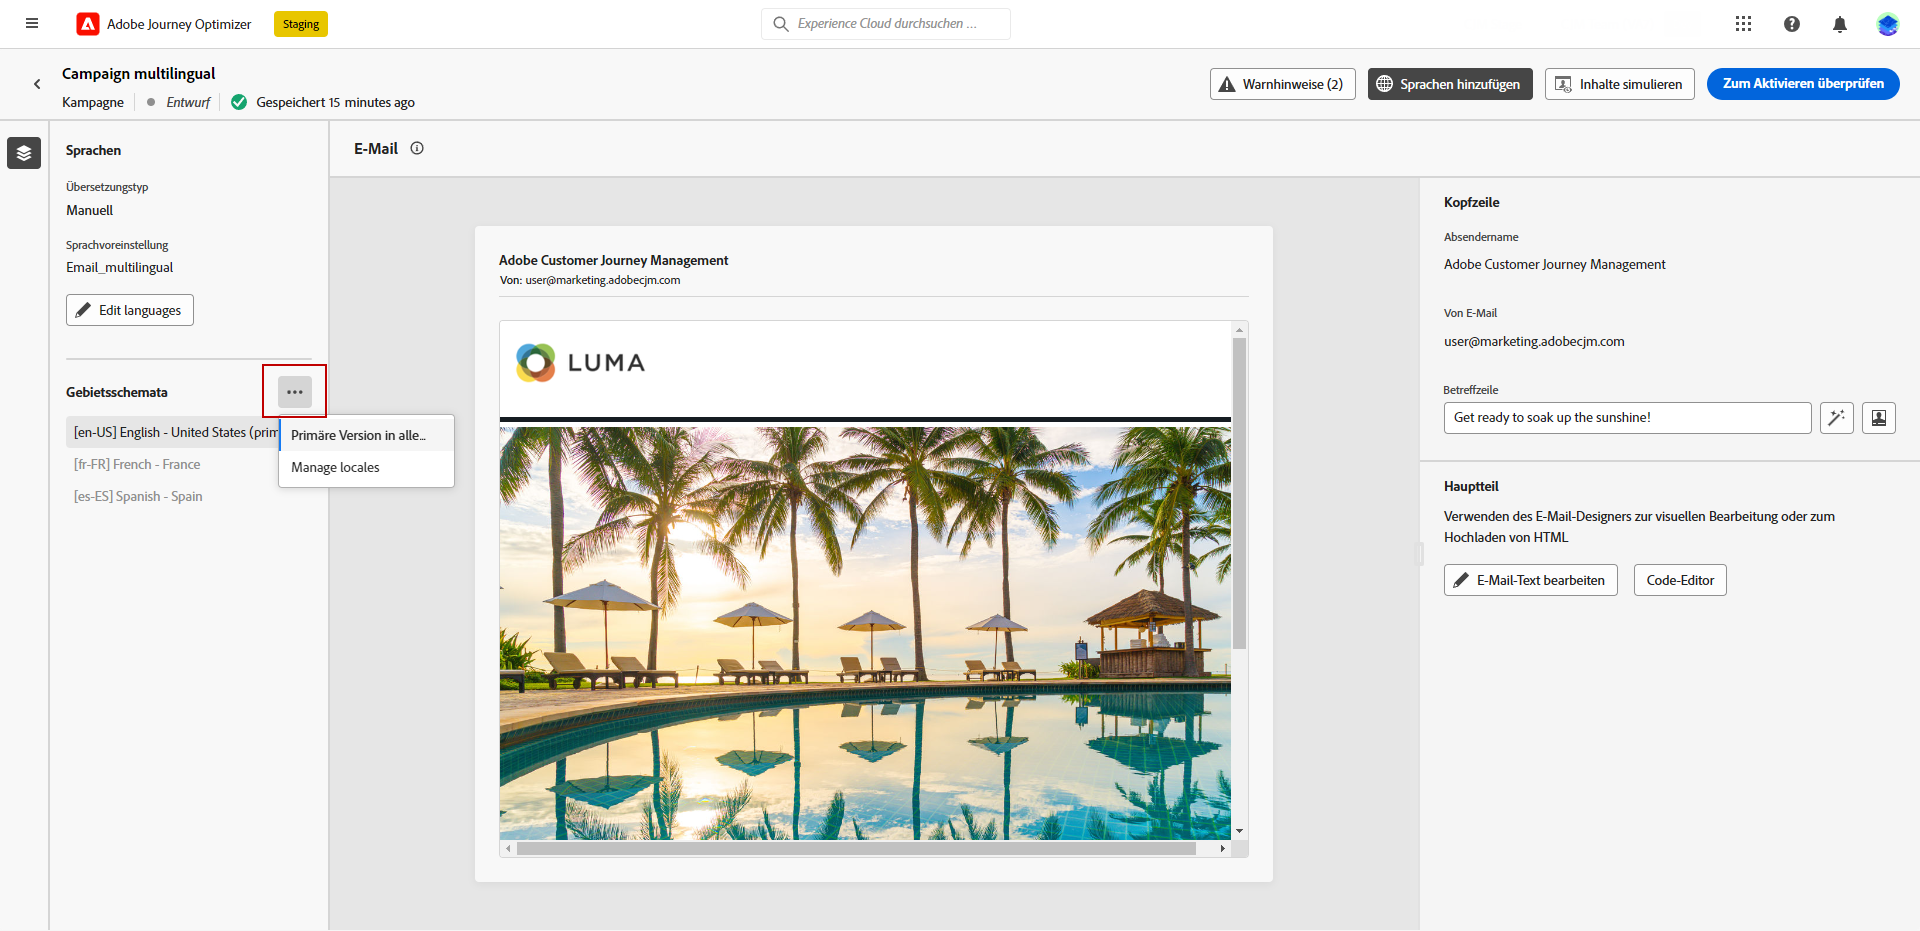 Adobe Journey Optimizer
Staging
Experience Cloud durchsuchen ...
Campaign multilingual
Kampagne
Entwurf
Gespeichert 15 minutes ago
Warnhinweise (2)
Sprachen hinzufügen
Inhalte simulieren
Zum Aktivieren überprüfen
Sprachen
Übersetzungstyp
Manuell
Sprachvoreinstellung
Email_multilingual
Edit languages
Gebietsschemata
[en-US] English - United States (prim
[fr-FR] French - France
[es-ES] Spanish - Spain
Primäre Version in alle...
Manage locales
E-Mail
Adobe Customer Journey Management
Von: user@marketing.adobecjm.com
LUMA
Kopfzeile
Absendername
Adobe Customer Journey Management
Von E-Mail
user@marketing.adobecjm.com
Betreffzeile
Get ready to soak up the sunshine!
Hauptteil
Verwenden des E-Mail-Designers zur visuellen Bearbeitung oder zum
Hochladen von HTML
E-Mail-Text bearbeiten
Code-Editor